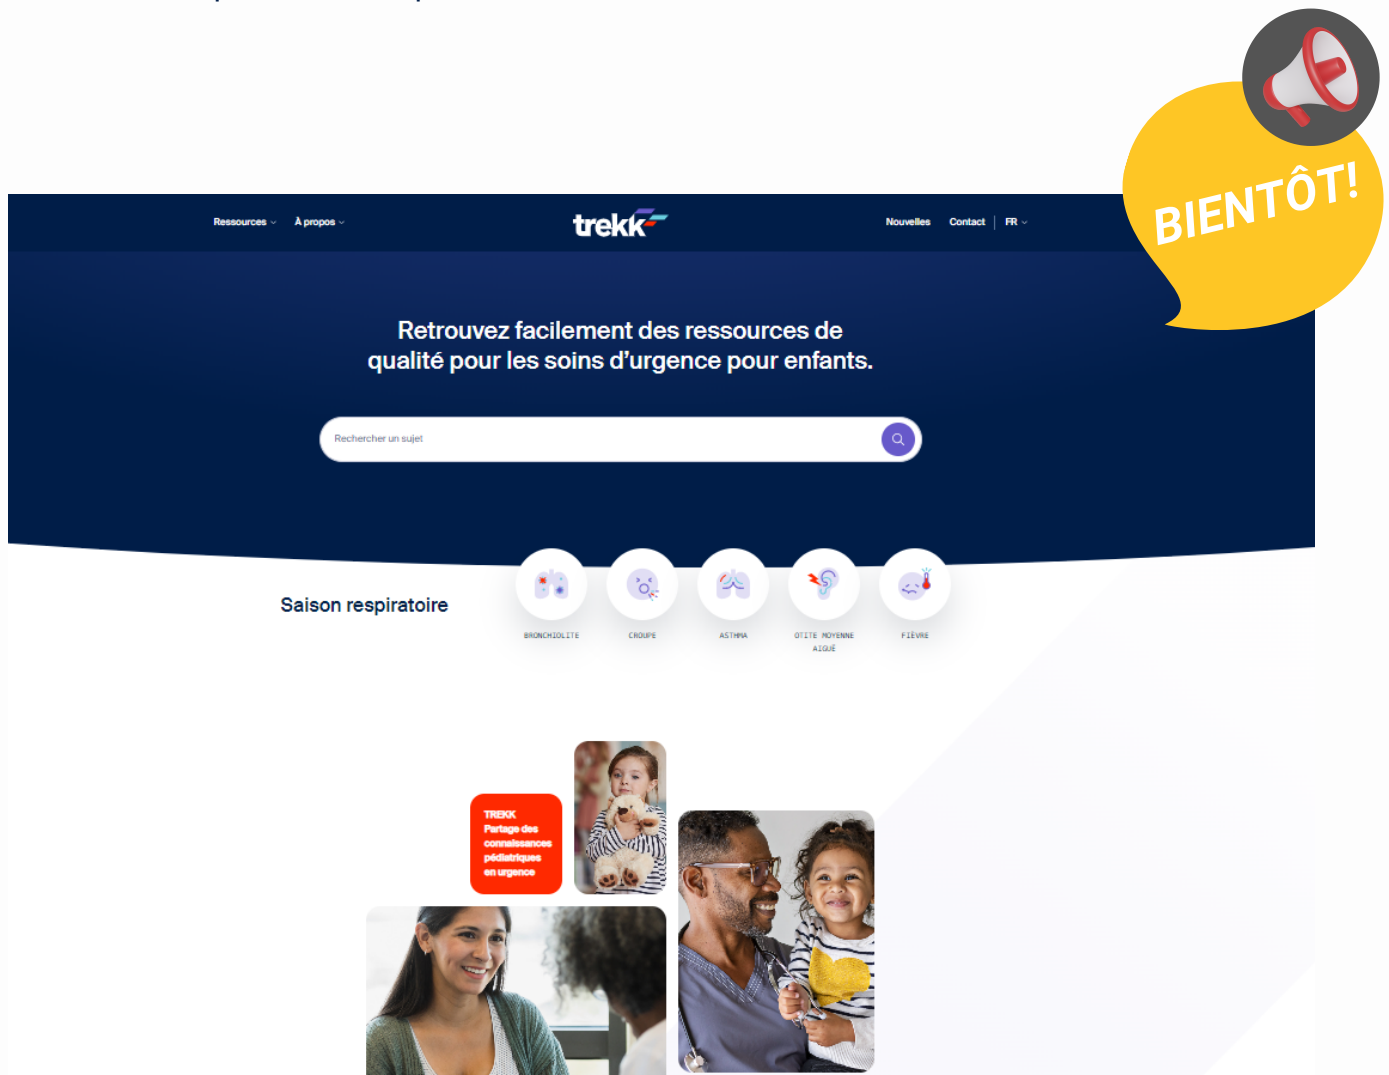 BIENTÔT!
Ressources
À propos
trekk
Nouvelles
Contact
FR
Retrouvez facilement des ressources de
qualité pour les soins d'urgence pour enfants.
Rechercher un sujet
Saison respiratoire
BRONCHIOLITE
CROUPE
ASTHMA
OTITE MOYENNE
AIGUË
FIÈVRE
TREKK
Partage des
connaissances
pédiatriques
en urgence